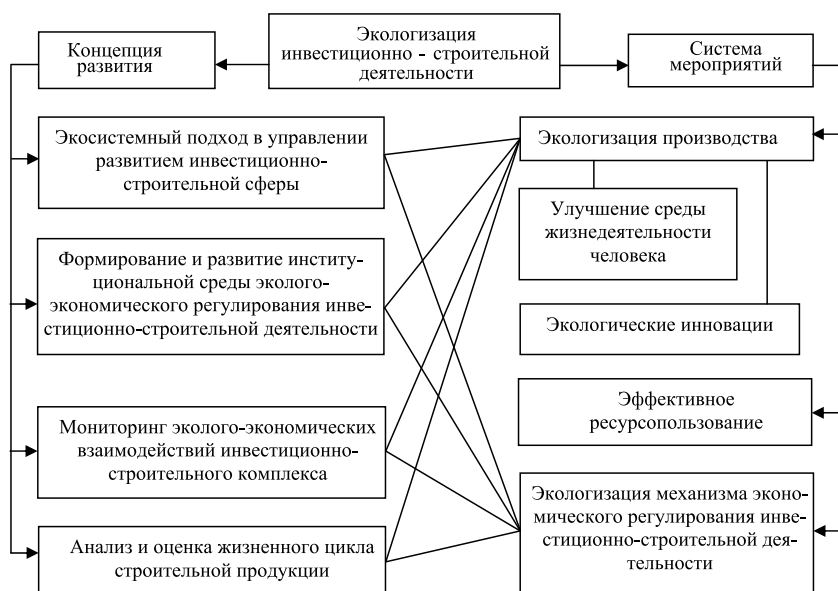 Экологизация
инвестиционно - строительной
деятельности
Концепция
развития
Система
мероприятий
Экосистемный подход в управлении
развитием инвестиционно-
строительной сферы
Формирование и развитие институ-
циональной среды эколого-
экономического регулирования инве-
стиционно-строительной деятельности
Мониторинг эколого-экономических
взаимодействий инвестиционно-
строительного комплекса
Анализ и оценка жизненного цикла
строительной продукции
Экологизация производства
Улучшение среды
жизнедеятельности
человека
Экологические инновации
Эффективное
ресурсопользование
Экологизация механизма эконо-
мического регулирования инве-
стиционно-строительной дея-
тельности